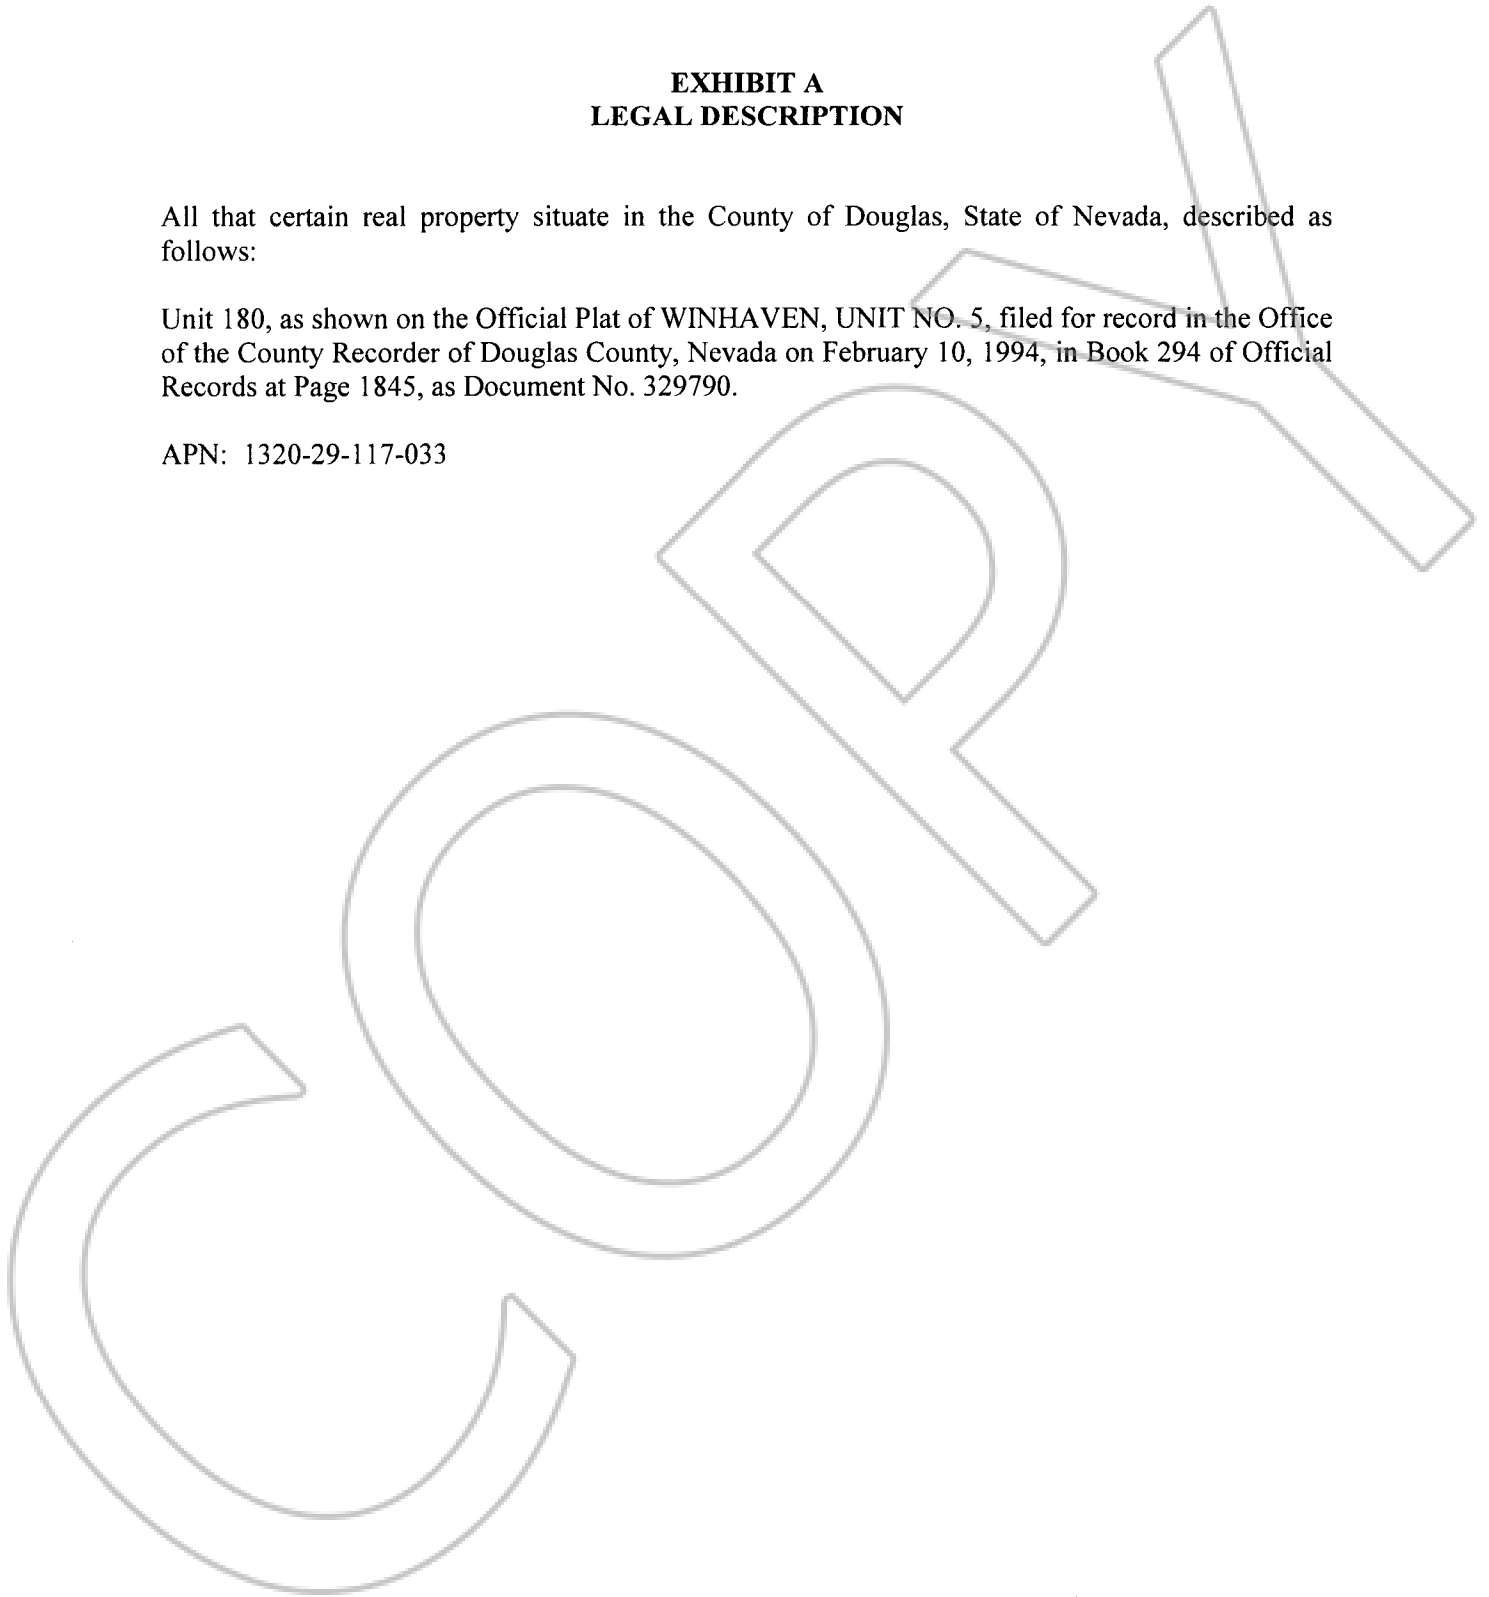 EXHIBIT A
LEGAL DESCRIPTION
All that certain real property situate in the County of Douglas, State of Nevada, described as
follows:
Unit 180, as shown on the Official Plat of WINHAVEN, UNIT NO. 5, filed for record in the Office
of the County Recorder of Douglas County, Nevada on February 10, 1994, in Book 294 of Official
Records at Page 1845, as Document No. 329790.
APN: 1320-29-117-033
COPY